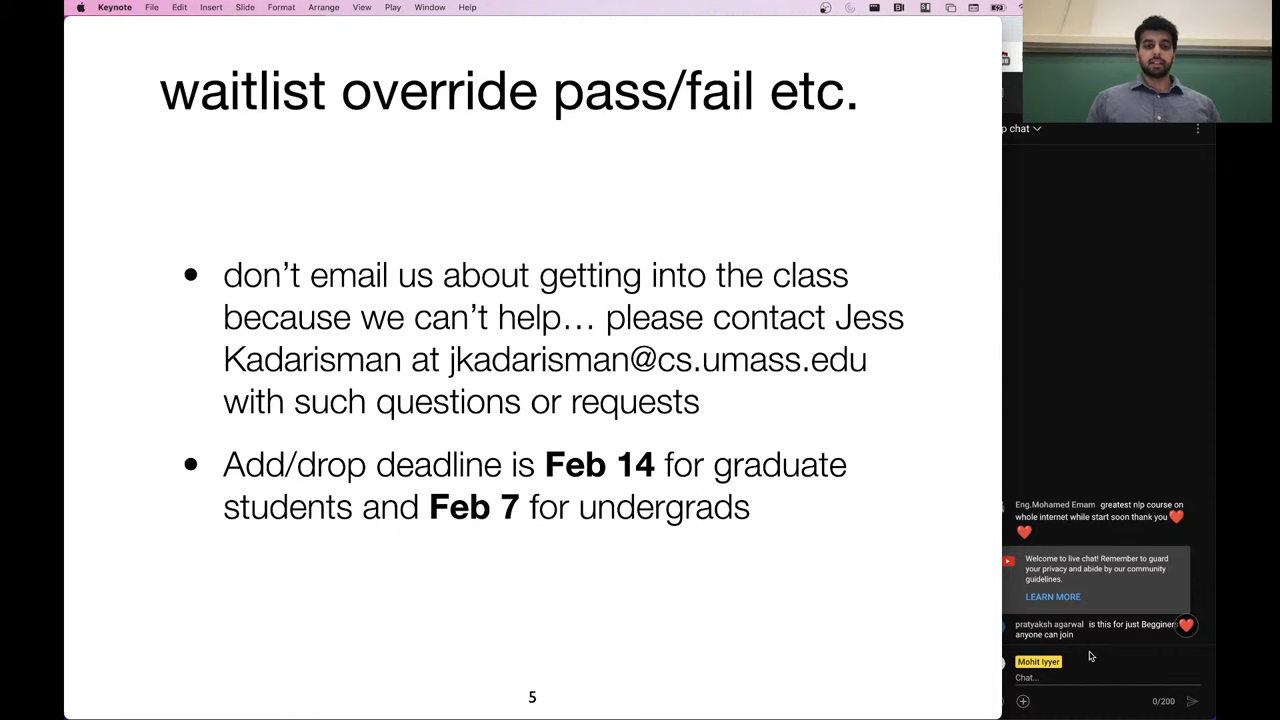 Keynote File Edit Insert Slide Format Arrange View Play Window Help
waitlist override pass/fail etc.
• don’t email us about getting into the class
because we can’t help… please contact Jess
Kadarisman at jkadarisman@cs.umass.edu
with such questions or requests
• Add/drop deadline is Feb 14 for graduate
students and Feb 7 for undergrads
5
chat
Eng.Mohamed Emam greatest nlp course on
whole internet while start soon thank you
Welcome to live chat! Remember to guard
your privacy and abide by our community
guidelines.
LEARN MORE
pratyaksh agarwal is this for just Begginers
anyone can join
Mohit Iyyer
Chat...
0/200